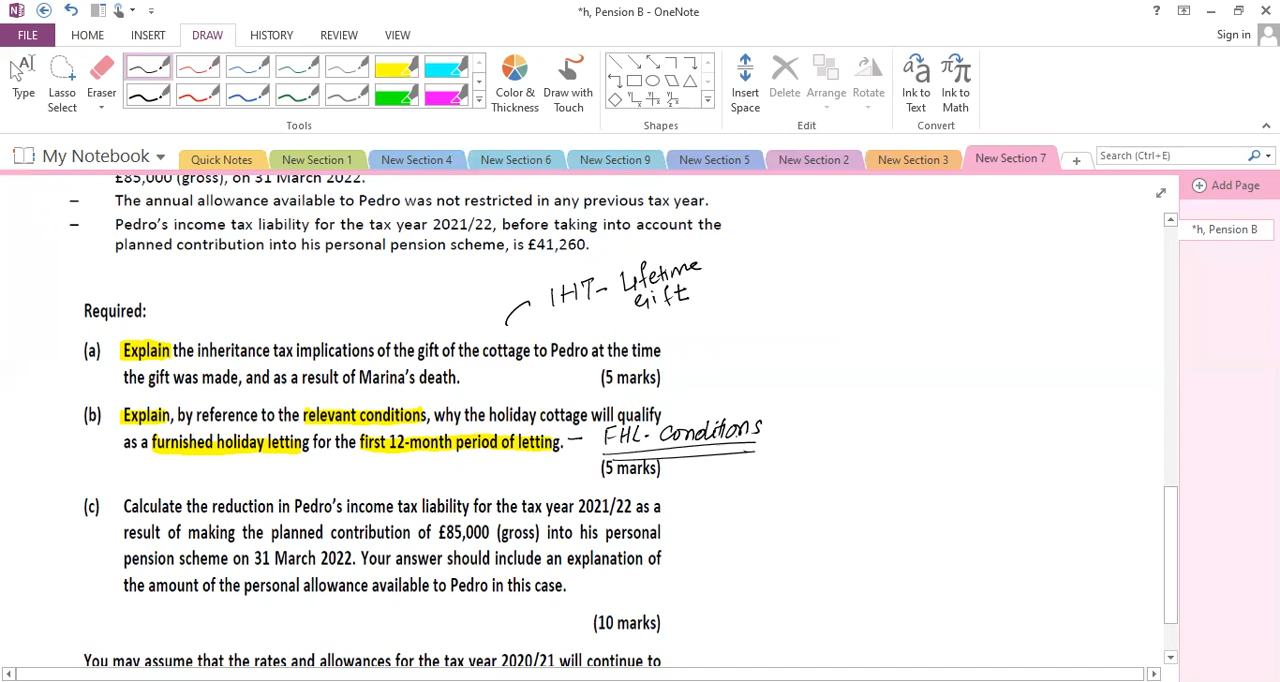 *h, Pension B - OneNote
?
Sign in
FILE HOME INSERT DRAW HISTORY REVIEW VIEW
Type
Lasso Select
Eraser
Color & Thickness
Draw with Touch
Insert Space
Delete
Arrange
Rotate
Ink to Text
Ink to Math
Tools
Shapes
Edit
Convert
My Notebook
Quick Notes New Section 1 New Section 4 New Section 6 New Section 9 New Section 5 New Section 2 New Section 3 New Section 7
Search (Ctrl+E)
Add Page
*h, Pension B
£85,000 (gross), on 31 March 2022.
– The annual allowance available to Pedro was not restricted in any previous tax year.
– Pedro's income tax liability for the tax year 2021/22, before taking into account the
planned contribution into his personal pension scheme, is £41,260.
IHT - Lifetime
Gift
Required:
(a) Explain the inheritance tax implications of the gift of the cottage to Pedro at the time
the gift was made, and as a result of Marina's death. (5 marks)
(b) Explain, by reference to the relevant conditions, why the holiday cottage will qualify
as a furnished holiday letting for the first 12-month period of letting. – FHL - Conditions
(5 marks)
(c) Calculate the reduction in Pedro's income tax liability for the tax year 2021/22 as a
result of making the planned contribution of £85,000 (gross) into his personal
pension scheme on 31 March 2022. Your answer should include an explanation of
the amount of the personal allowance available to Pedro in this case.
(10 marks)
You may assume that the rates and allowances for the tax year 2020/21 will continue to